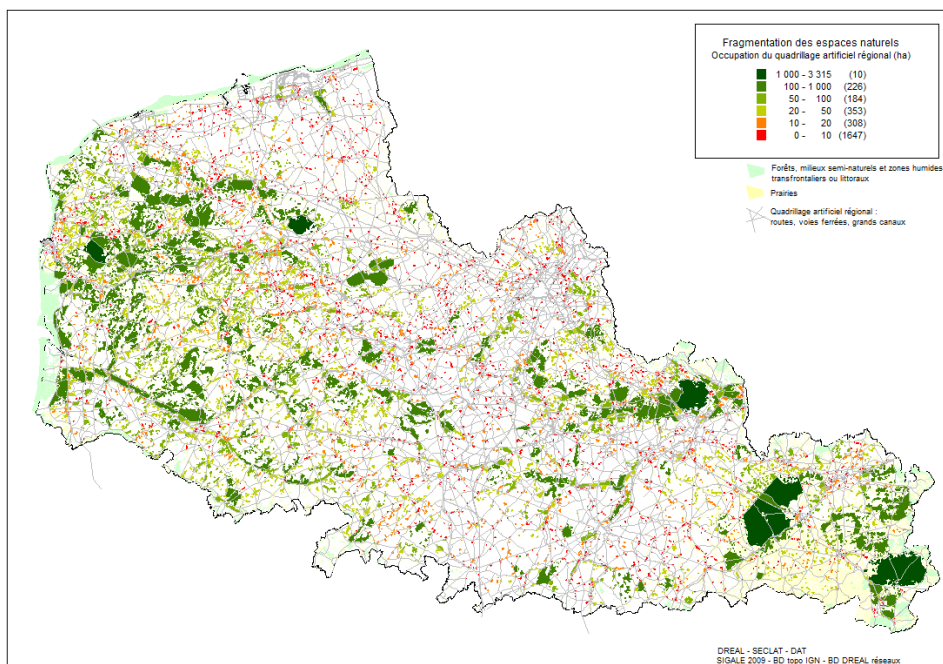 Fragmentation des espaces naturels
Occupation du quadrillage artificiel régional (ha)
1 000 - 3 315 (10)
100 - 1 000 (226)
50 - 100 (184)
20 - 50 (353)
10 - 20 (308)
0 - 10 (1647)
Forêts, milieux semi-naturels et zones humides
transfrontaliers ou littoraux
Prairies
Quadrillage artificiel régional :
routes, voies ferrées, grands canaux
DREAL - SECLAT - DAT
SIGALE 2009 - BD topo IGN - BD DREAL réseaux